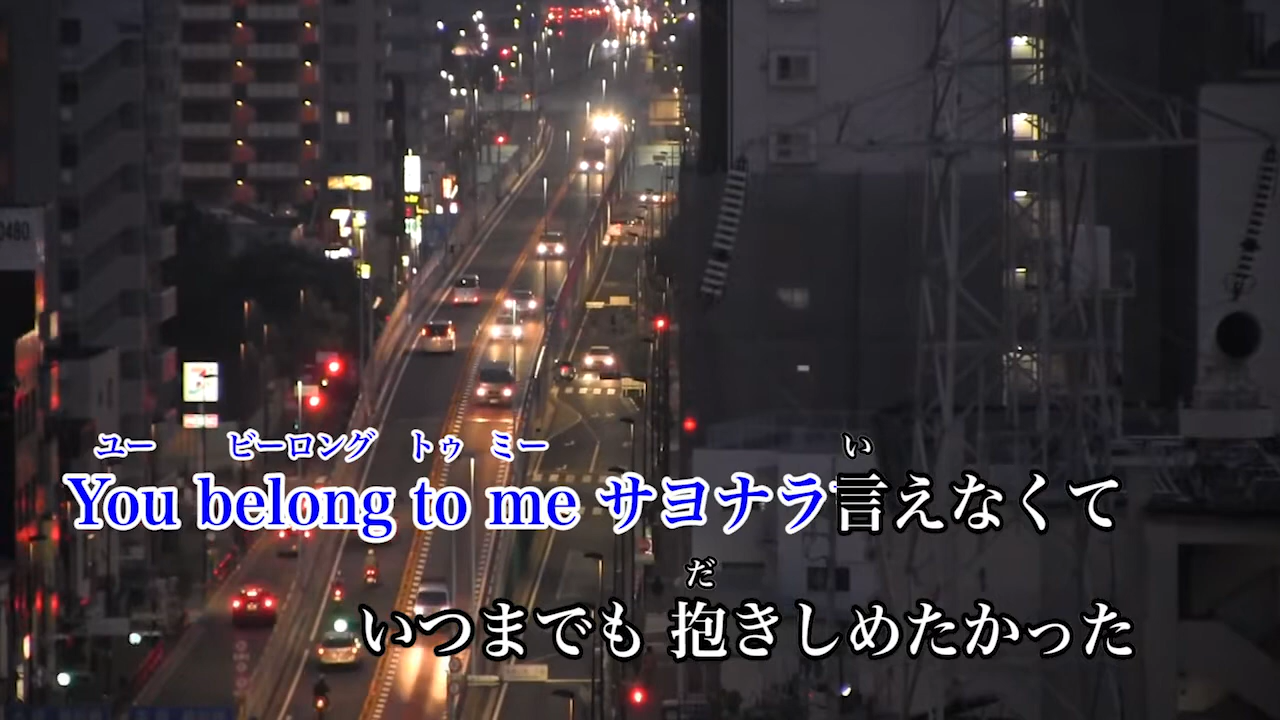 0480
ユー ビーロング トゥ ミー い
You belong to me サヨナラ言えなくて
だ
いつまでも 抱きしめたかった